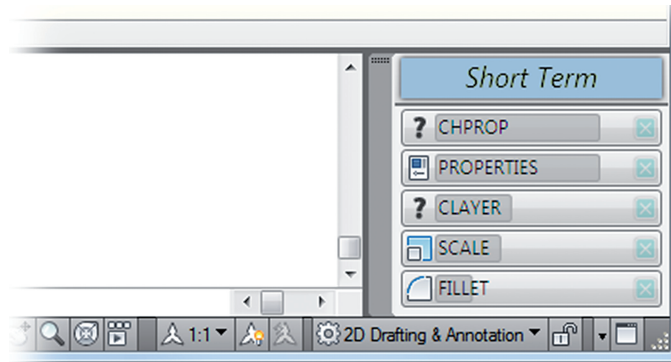 Short Term
? CHPROP
PROPERTIES
? CLAYER
SCALE
FILLET
1:1 2D Drafting & Annotation